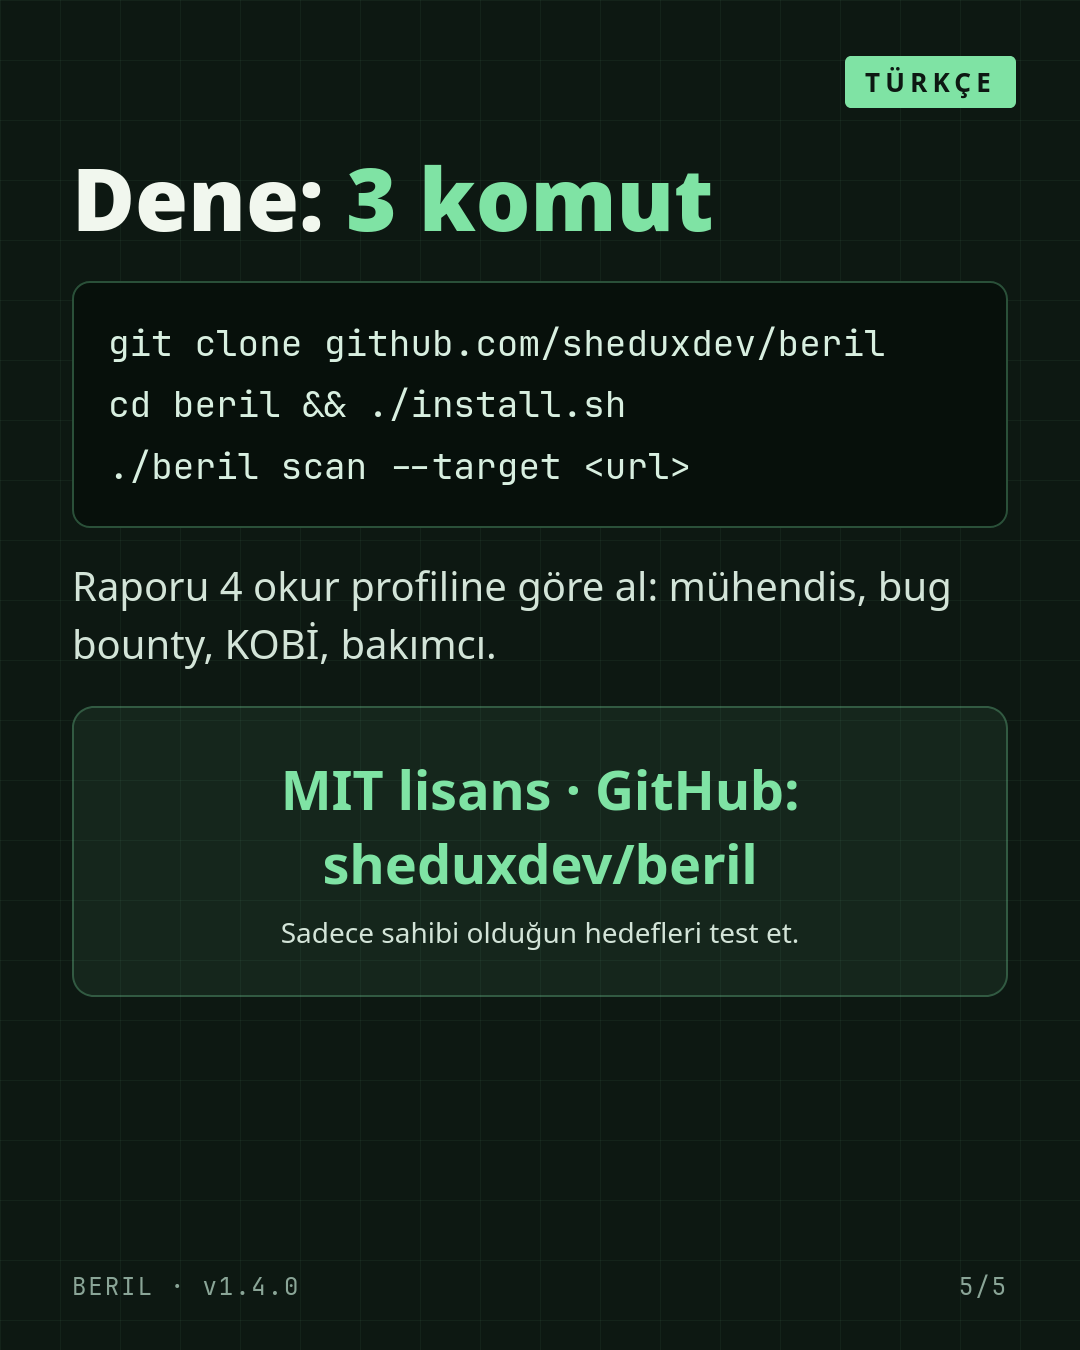 TÜRKÇE
Dene: 3 komut
git clone github.com/sheduxdev/beril
cd beril && ./install.sh
./beril scan --target <url>
Raporu 4 okur profiline göre al: mühendis, bug
bounty, KOBİ, bakımcı.
MIT lisans · GitHub:
sheduxdev/beril
Sadece sahibi olduğun hedefleri test et.
BERIL · v1.4.0
5/5